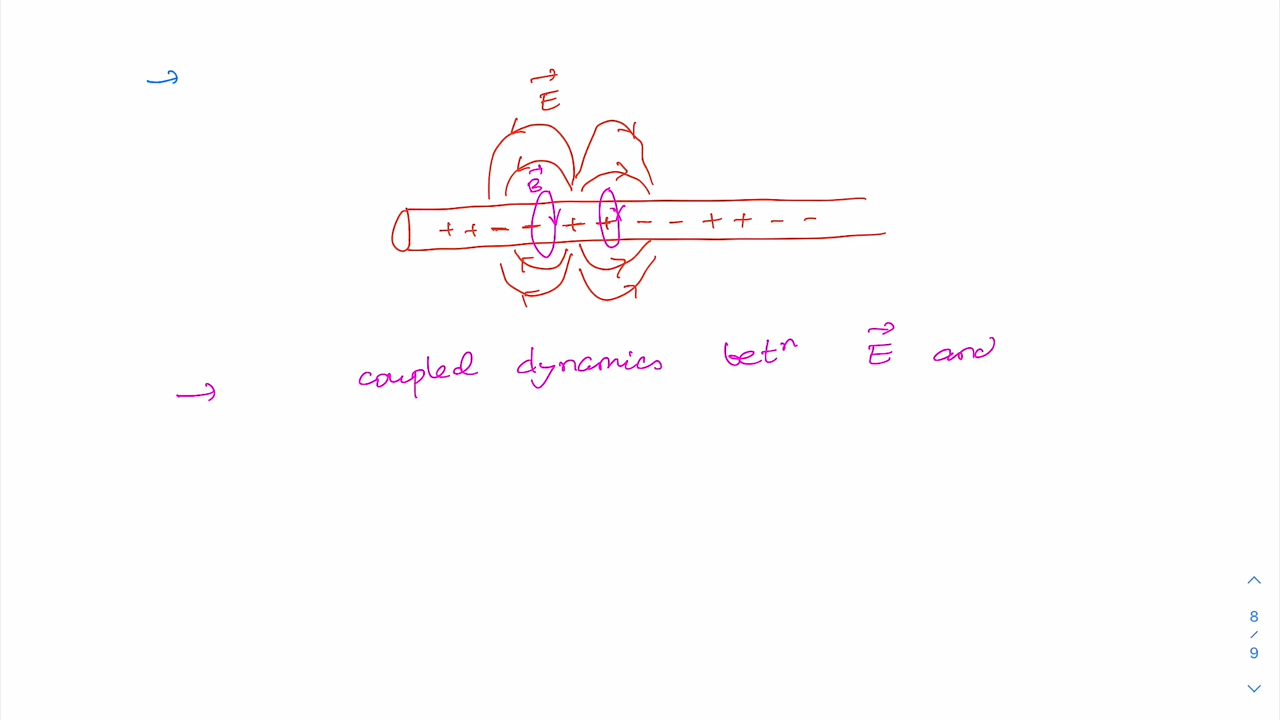 →
E⃗
B⃗
+ + − − + + − − + + − −
→ coupled dynamics betⁿ E⃗ and
8
/
9